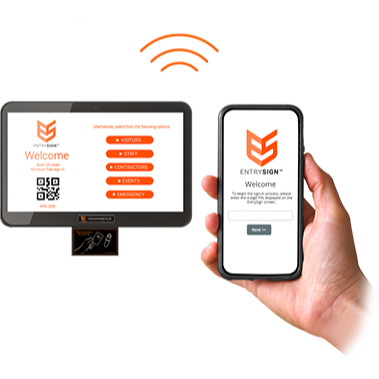 ENTRYSIGN™
Welcome
Scan QR code
for touch free sign in
Alternatively, select from the following options:
VISITORS
STAFF
CONTRACTORS
EVENTS
EMERGENCY
ENTRYSIGN™
Welcome
To begin the sign-in process, please
enter the 4 digit PIN displayed on the
EntrySign screen
Next >>